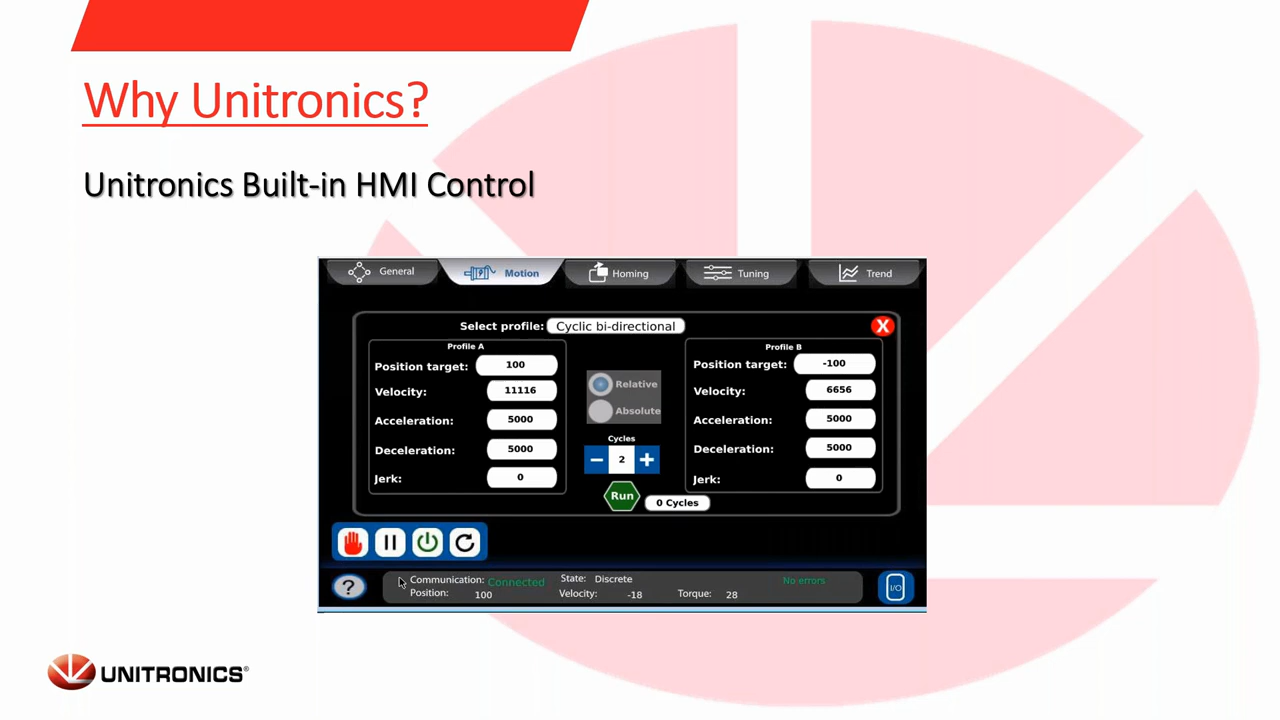 Why Unitronics?
Unitronics Built-in HMI Control
General Motion Homing Tuning Trend
Select profile: Cyclic bi-directional X
Profile A
Position target: 100
Velocity: 11116
Acceleration: 5000
Deceleration: 5000
Jerk: 0
Relative
Absolute
Cycles
− 2 +
Run 0 Cycles
Profile B
Position target: -100
Velocity: 6656
Acceleration: 5000
Deceleration: 5000
Jerk: 0
? Communication: Connected State: Discrete No errors I/O
Position: 100 Velocity: -18 Torque: 28
UNITRONICS®